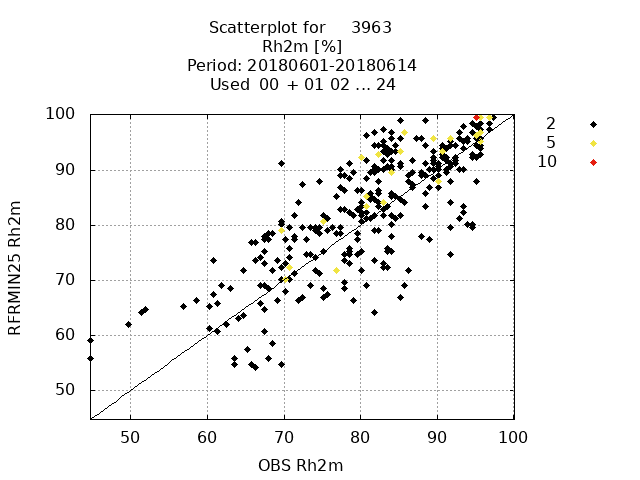 Scatterplot for 3963
Rh2m [%]
Period: 20180601-20180614
Used 00 + 01 02 ... 24
100
90
80
70
60
50
50 60 70 80 90 100
RFRMIN25 Rh2m
OBS Rh2m
2
5
10